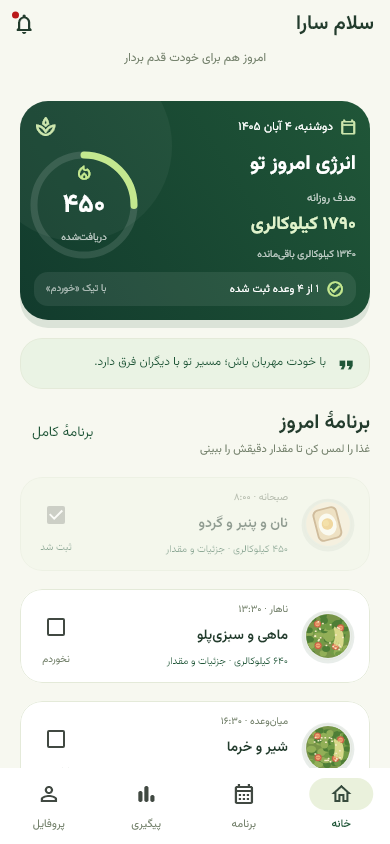 سلام سارا
امروز هم برای خودت قدم بردار
دوشنبه، ۴ آبان ۱۴۰۵
انرژی امروز تو
هدف روزانه
۱۷۹۰ کیلوکالری
۱۳۴۰ کیلوکالری باقی‌مانده
۴۵۰
دریافت‌شده
۱ از ۴ وعده ثبت شده
با تیک «خوردم»
با خودت مهربان باش؛ مسیر تو با دیگران فرق دارد.
برنامهٔ امروز
برنامهٔ کامل
غذا را لمس کن تا مقدار دقیقش را ببینی
صبحانه · ۸:۰۰
نان و پنیر و گردو
۴۵۰ کیلوکالری · جزئیات و مقدار
ثبت شد
ناهار · ۱۳:۳۰
ماهی و سبزی‌پلو
۶۴۰ کیلوکالری · جزئیات و مقدار
نخوردم
میان‌وعده · ۱۶:۳۰
شیر و خرما
خانه
برنامه
پیگیری
پروفایل